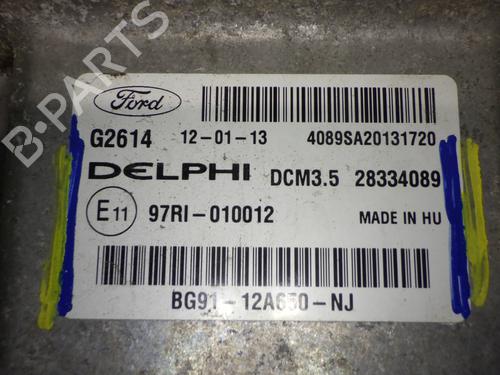 B-PARTS
Ford
G2614 12-01-13 4089SA20131720
DELPHI DCM3.5 28334089
E11 97RI-010012 MADE IN HU
BG91-12A650-NJ